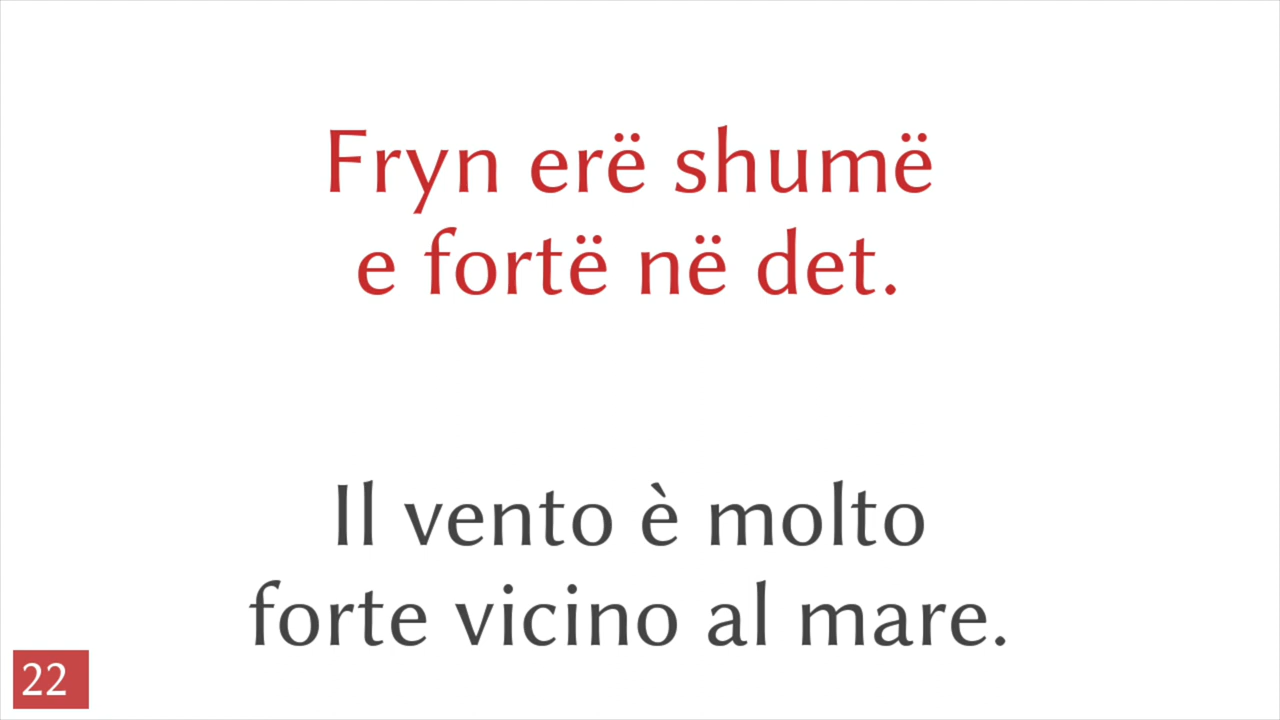 Fryn erë shumë
e fortë në det.
Il vento è molto
forte vicino al mare.
22